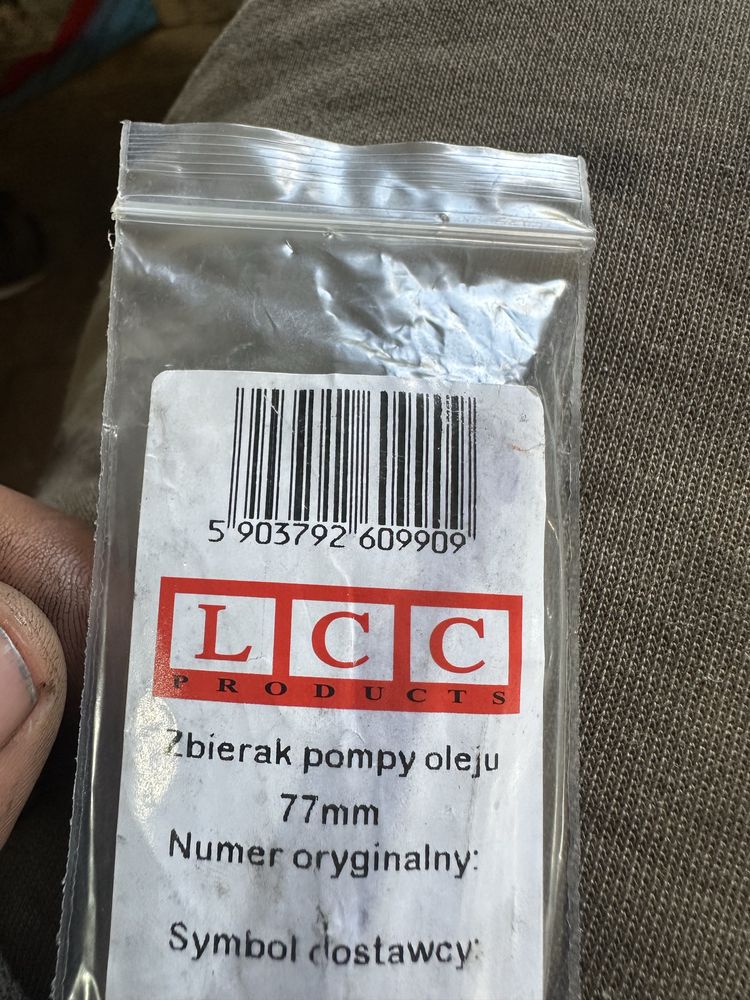 5 903792 609909
LCC
PRODUCTS
Zbierak pompy oleju
77mm
Numer oryginalny:
Symbol dostawcy: